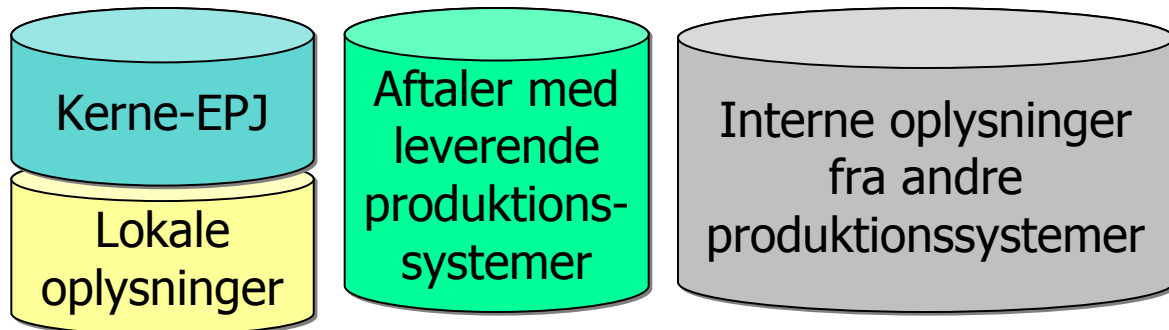 Kerne-EPJ
Lokale
oplysninger
Aftaler med
leverende
produktions-
systemer
Interne oplysninger
fra andre
produktionssystemer